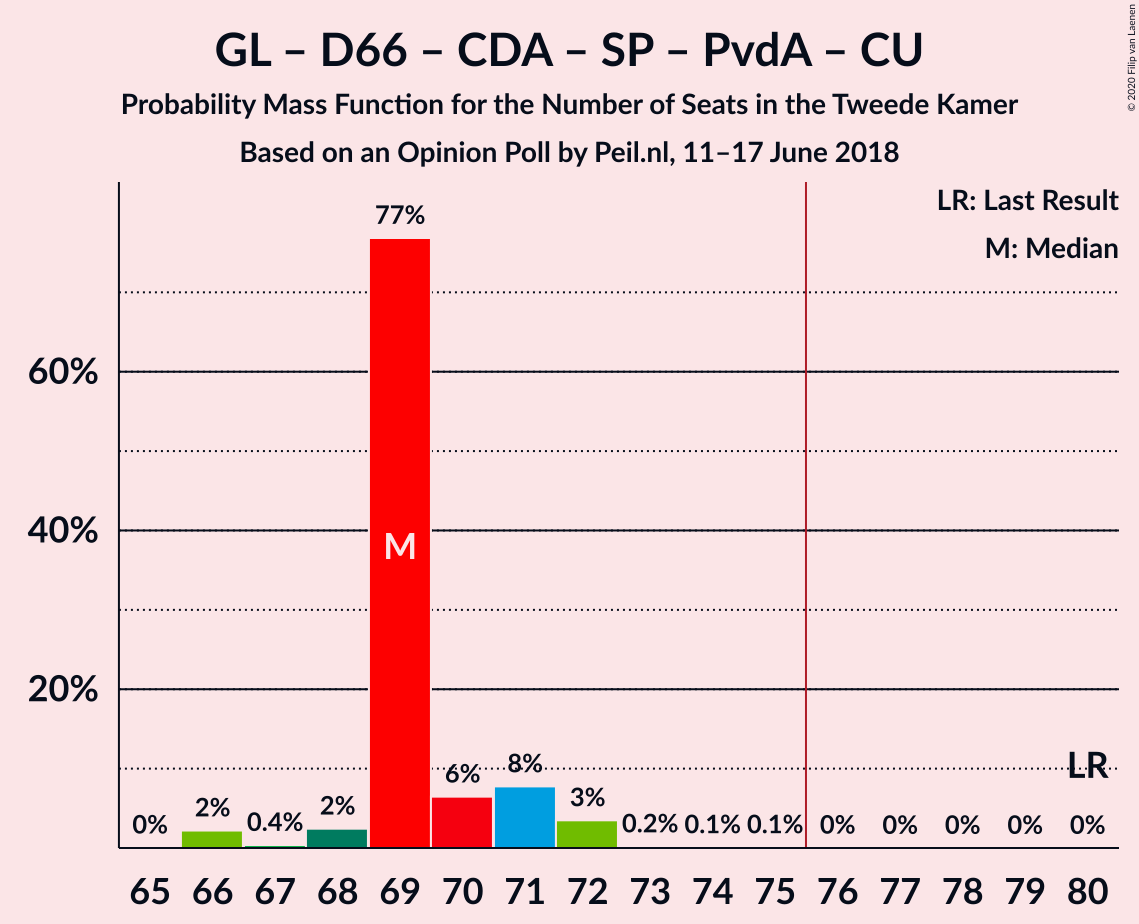 GL – D66 – CDA – SP – PvdA – CU
Probability Mass Function for the Number of Seats in the Tweede Kamer
Based on an Opinion Poll by Peil.nl, 11–17 June 2018
© 2020 Filip van Laenen
LR: Last Result
M: Median
77%
60%
40%
M
20%
LR
0% 2% 0.4% 2% 6% 8% 3% 0.2% 0.1% 0.1% 0% 0% 0% 0% 0%
65 66 67 68 69 70 71 72 73 74 75 76 77 78 79 80